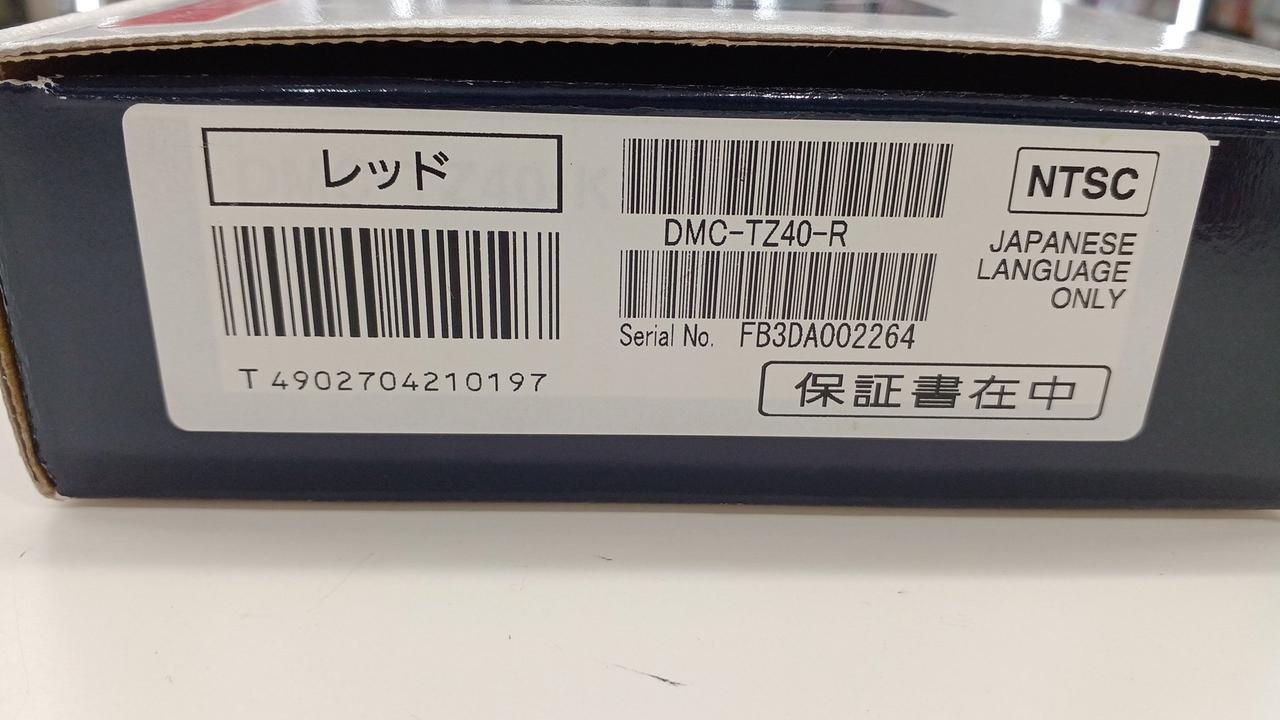 レッド
T 4902704210197
DMC-TZ40-R
Serial No. FB3DA002264
NTSC
JAPANESE
LANGUAGE
ONLY
保証書在中